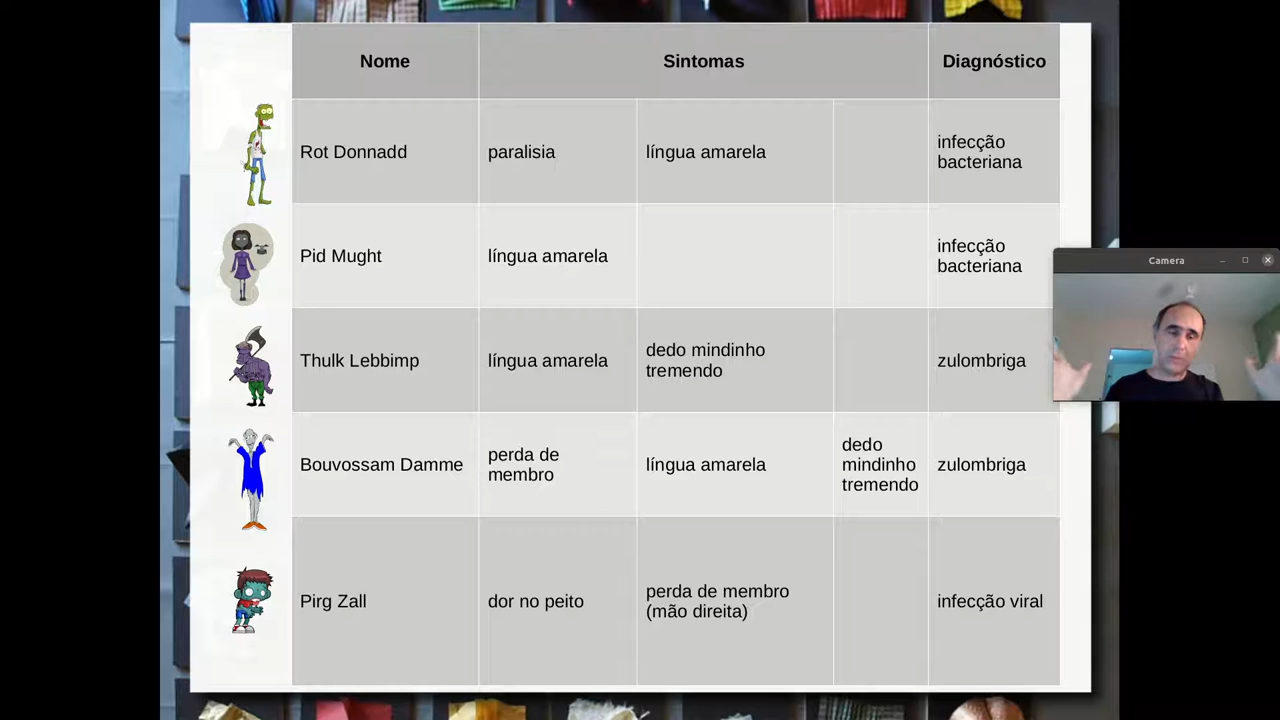 Nome
Sintomas
Diagnóstico
Rot Donnadd
paralisia
língua amarela
infecção
bacteriana
Pid Mught
língua amarela
infecção
bacteriana
Thulk Lebbimp
língua amarela
dedo mindinho
tremendo
zulombriga
Bouvossam Damme
perda de
membro
língua amarela
dedo
mindinho
tremendo
zulombriga
Pirg Zall
dor no peito
perda de membro
(mão direita)
infecção viral
Camera